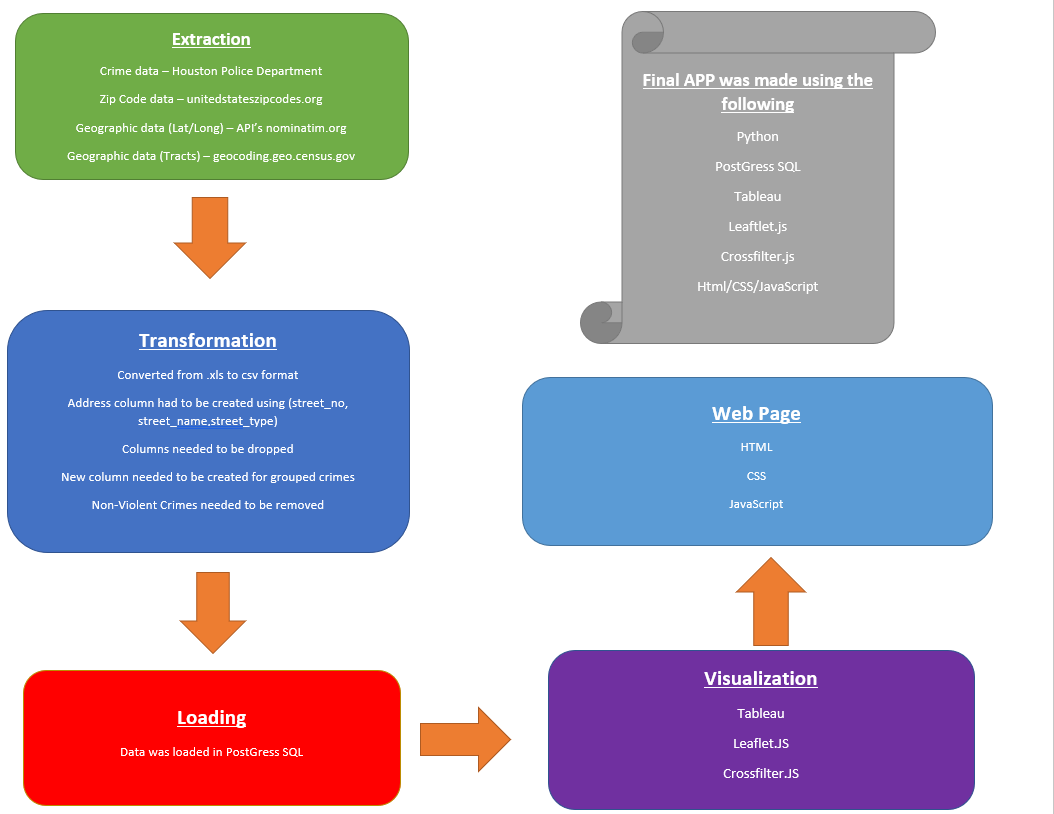 Extraction
Crime data – Houston Police Department
Zip Code data – unitedstateszipcodes.org
Geographic data (Lat/Long) – API's nominatim.org
Geographic data (Tracts) – geocoding.geo.census.gov
Transformation
Converted from .xls to csv format
Address column had to be created using (street_no,
street_name,street_type)
Columns needed to be dropped
New column needed to be created for grouped crimes
Non-Violent Crimes needed to be removed
Loading
Data was loaded in PostGress SQL
Visualization
Tableau
Leaflet.JS
Crossfilter.JS
Web Page
HTML
CSS
JavaScript
Final APP was made using the
following
Python
PostGress SQL
Tableau
Leaftlet.js
Crossfilter.js
Html/CSS/JavaScript